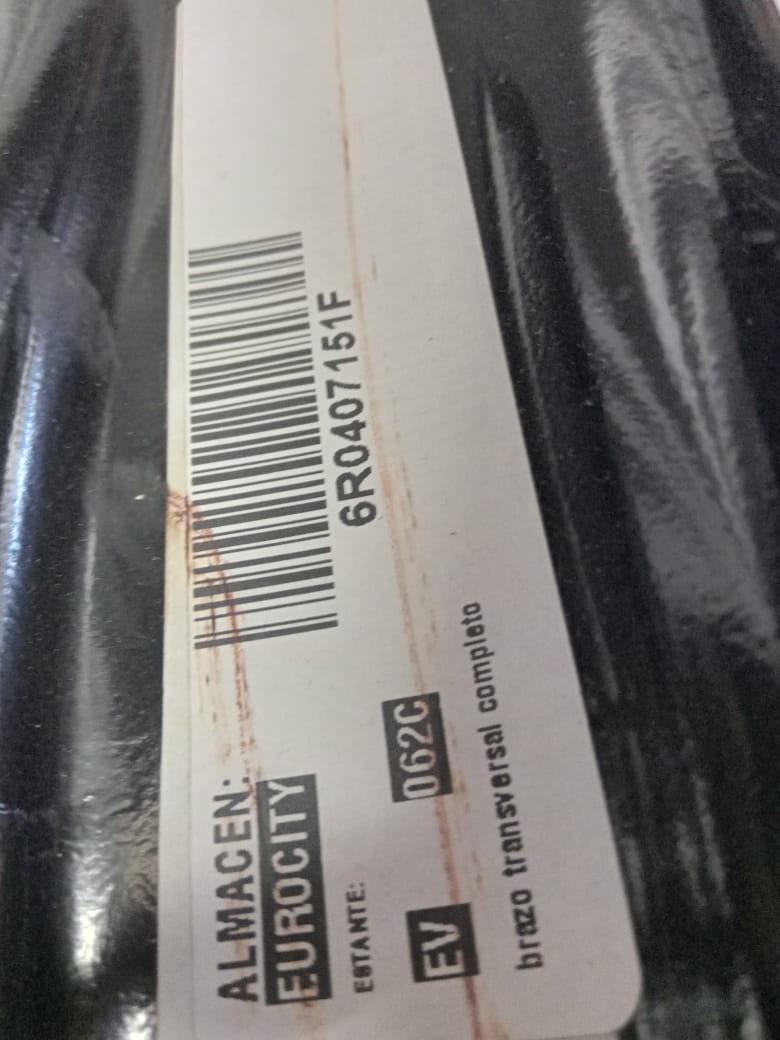 ALMACEN:
EUROCITY
6R0407151F
ESTANTE:
EV 062C
brazo transversal completo